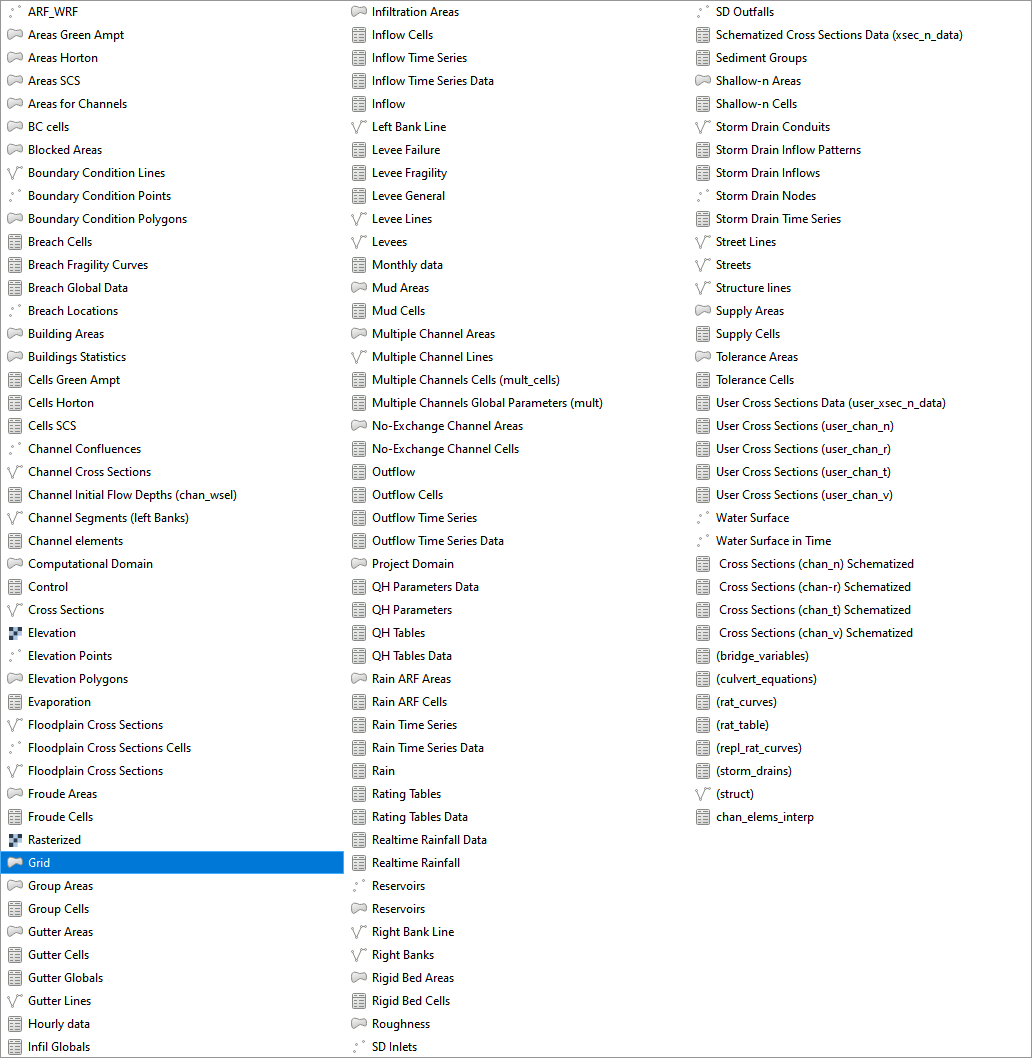 ARF_WRF
Areas Green Ampt
Areas Horton
Areas SCS
Areas for Channels
BC cells
Blocked Areas
Boundary Condition Lines
Boundary Condition Points
Boundary Condition Polygons
Breach Cells
Breach Fragility Curves
Breach Global Data
Breach Locations
Building Areas
Buildings Statistics
Cells Green Ampt
Cells Horton
Cells SCS
Channel Confluences
Channel Cross Sections
Channel Initial Flow Depths (chan_wsel)
Channel Segments (left Banks)
Channel elements
Computational Domain
Control
Cross Sections
Elevation
Elevation Points
Elevation Polygons
Evaporation
Floodplain Cross Sections
Floodplain Cross Sections Cells
Floodplain Cross Sections
Froude Areas
Froude Cells
Rasterized
Grid
Group Areas
Group Cells
Gutter Areas
Gutter Cells
Gutter Globals
Gutter Lines
Hourly data
Infil Globals
Infiltration Areas
Inflow Cells
Inflow Time Series
Inflow Time Series Data
Inflow
Left Bank Line
Levee Failure
Levee Fragility
Levee General
Levee Lines
Levees
Monthly data
Mud Areas
Mud Cells
Multiple Channel Areas
Multiple Channel Lines
Multiple Channels Cells (mult_cells)
Multiple Channels Global Parameters (mult)
No-Exchange Channel Areas
No-Exchange Channel Cells
Outflow
Outflow Cells
Outflow Time Series
Outflow Time Series Data
Project Domain
QH Parameters Data
QH Parameters
QH Tables
QH Tables Data
Rain ARF Areas
Rain ARF Cells
Rain Time Series
Rain Time Series Data
Rain
Rating Tables
Rating Tables Data
Realtime Rainfall Data
Realtime Rainfall
Reservoirs
Reservoirs
Right Bank Line
Right Banks
Rigid Bed Areas
Rigid Bed Cells
Roughness
SD Inlets
SD Outfalls
Schematized Cross Sections Data (xsec_n_data)
Sediment Groups
Shallow-n Areas
Shallow-n Cells
Storm Drain Conduits
Storm Drain Inflow Patterns
Storm Drain Inflows
Storm Drain Nodes
Storm Drain Time Series
Street Lines
Streets
Structure lines
Supply Areas
Supply Cells
Tolerance Areas
Tolerance Cells
User Cross Sections Data (user_xsec_n_data)
User Cross Sections (user_chan_n)
User Cross Sections (user_chan_r)
User Cross Sections (user_chan_t)
User Cross Sections (user_chan_v)
Water Surface
Water Surface in Time
Cross Sections (chan_n) Schematized
Cross Sections (chan-r) Schematized
Cross Sections (chan_t) Schematized
Cross Sections (chan_v) Schematized
(bridge_variables)
(culvert_equations)
(rat_curves)
(rat_table)
(repl_rat_curves)
(storm_drains)
(struct)
chan_elems_interp